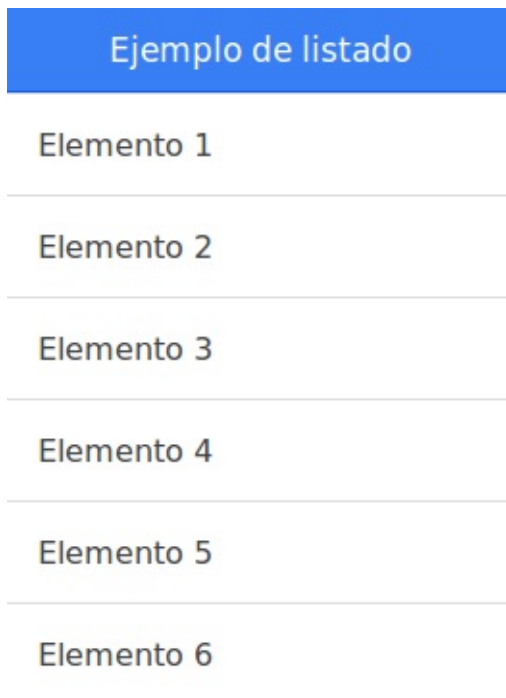 Ejemplo de listado
Elemento 1
Elemento 2
Elemento 3
Elemento 4
Elemento 5
Elemento 6